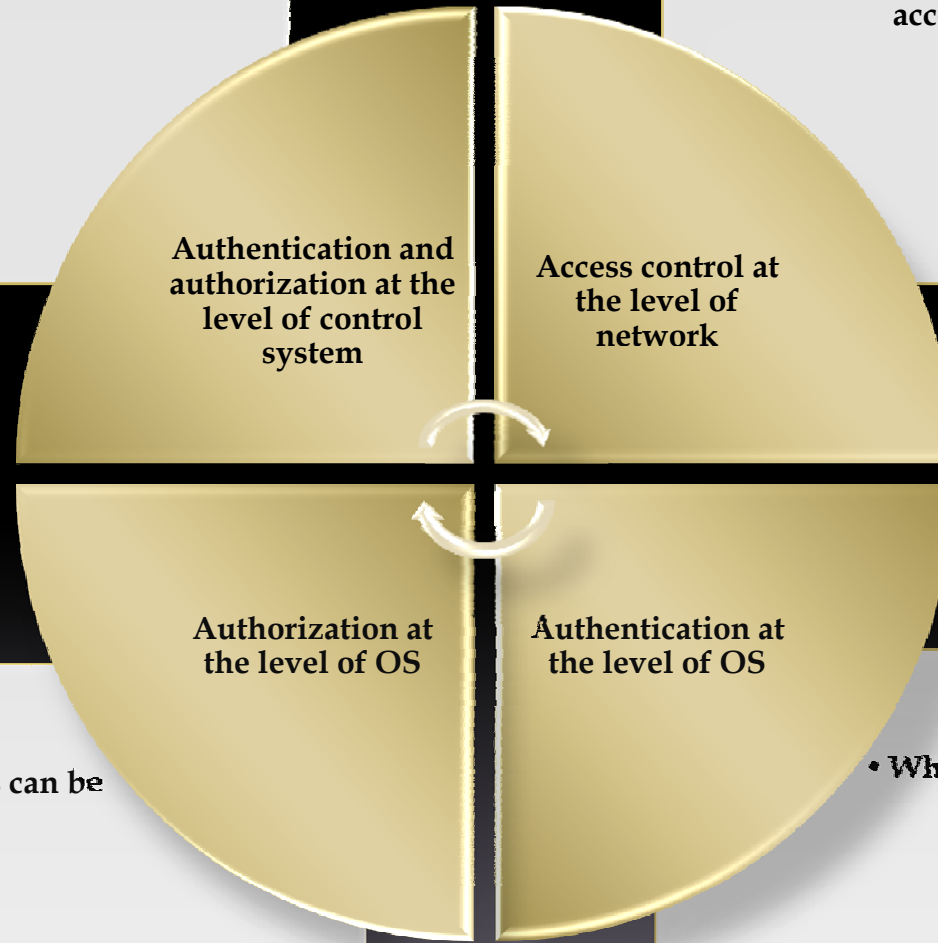 acc
Authentication and
authorization at the
level of control
system
Access control at
the level of
network
Authorization at
the level of OS
Authentication at
the level of OS
can be
• Wh